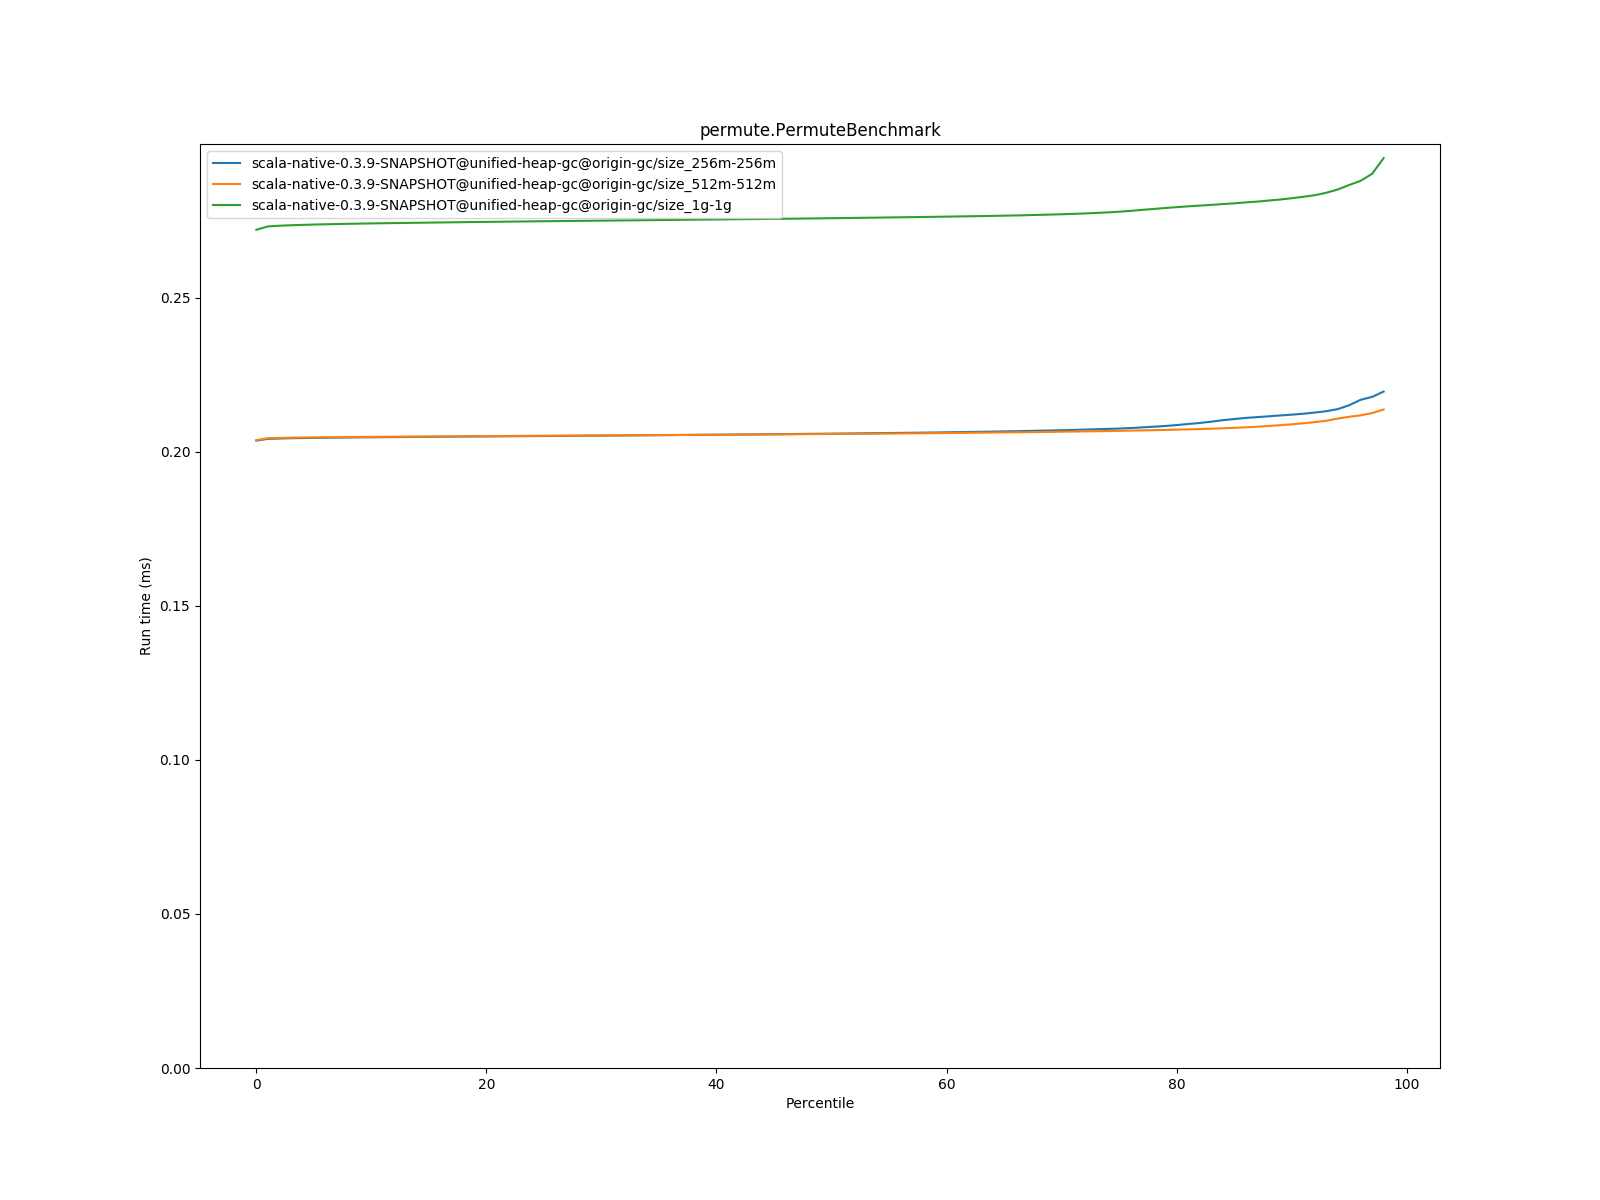 permute.PermuteBenchmark
scala-native-0.3.9-SNAPSHOT@unified-heap-gc@origin-gc/size_256m-256m
scala-native-0.3.9-SNAPSHOT@unified-heap-gc@origin-gc/size_512m-512m
scala-native-0.3.9-SNAPSHOT@unified-heap-gc@origin-gc/size_1g-1g
0.25
0.20
0.15
0.10
0.05
0.00
Run time (ms)
0 20 40 60 80 100
Percentile